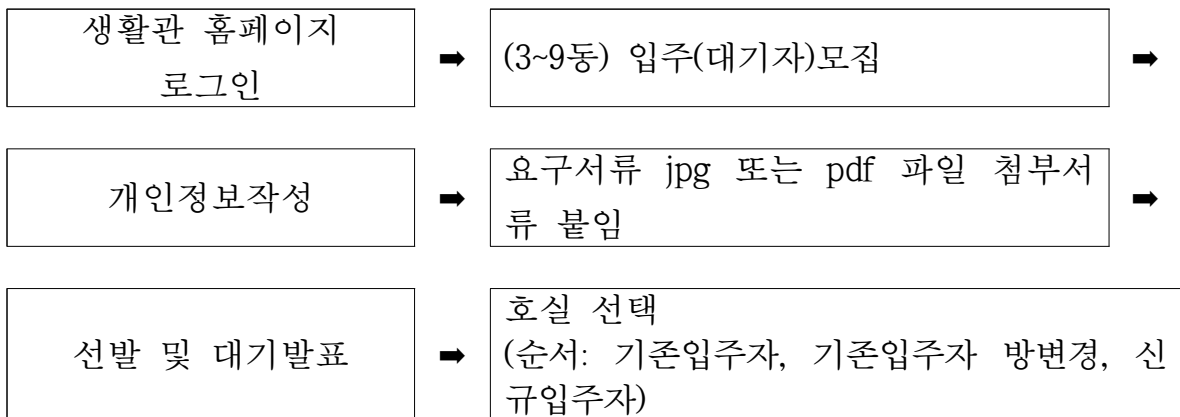 생활관 홈페이지
로그인
➡
(3~9동) 입주(대기자)모집
➡
개인정보작성
➡
요구서류 jpg 또는 pdf 파일 첨부서
류 붙임
➡
선발 및 대기발표
➡
호실 선택
(순서: 기존입주자, 기존입주자 방변경, 신
규입주자)